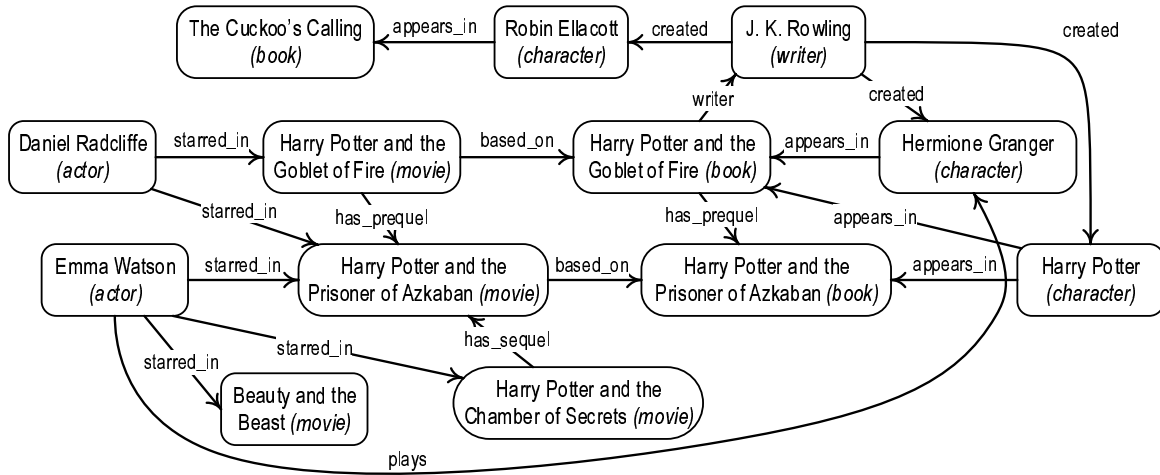 The Cuckoo's Calling
(book)
appears_in
Robin Ellacott
(character)
created
J. K. Rowling
(writer)
created
writer
created
Daniel Radcliffe
(actor)
starred_in
Harry Potter and the
Goblet of Fire (movie)
based_on
Harry Potter and the
Goblet of Fire (book)
appears_in
Hermione Granger
(character)
starred_in
has_prequel
has_prequel
appears_in
Emma Watson
(actor)
starred_in
Harry Potter and the
Prisoner of Azkaban (movie)
based_on
Harry Potter and the
Prisoner of Azkaban (book)
appears_in
Harry Potter
(character)
starred_in
starred_in
has_sequel
Beauty and the
Beast (movie)
Harry Potter and the
Chamber of Secrets (movie)
plays